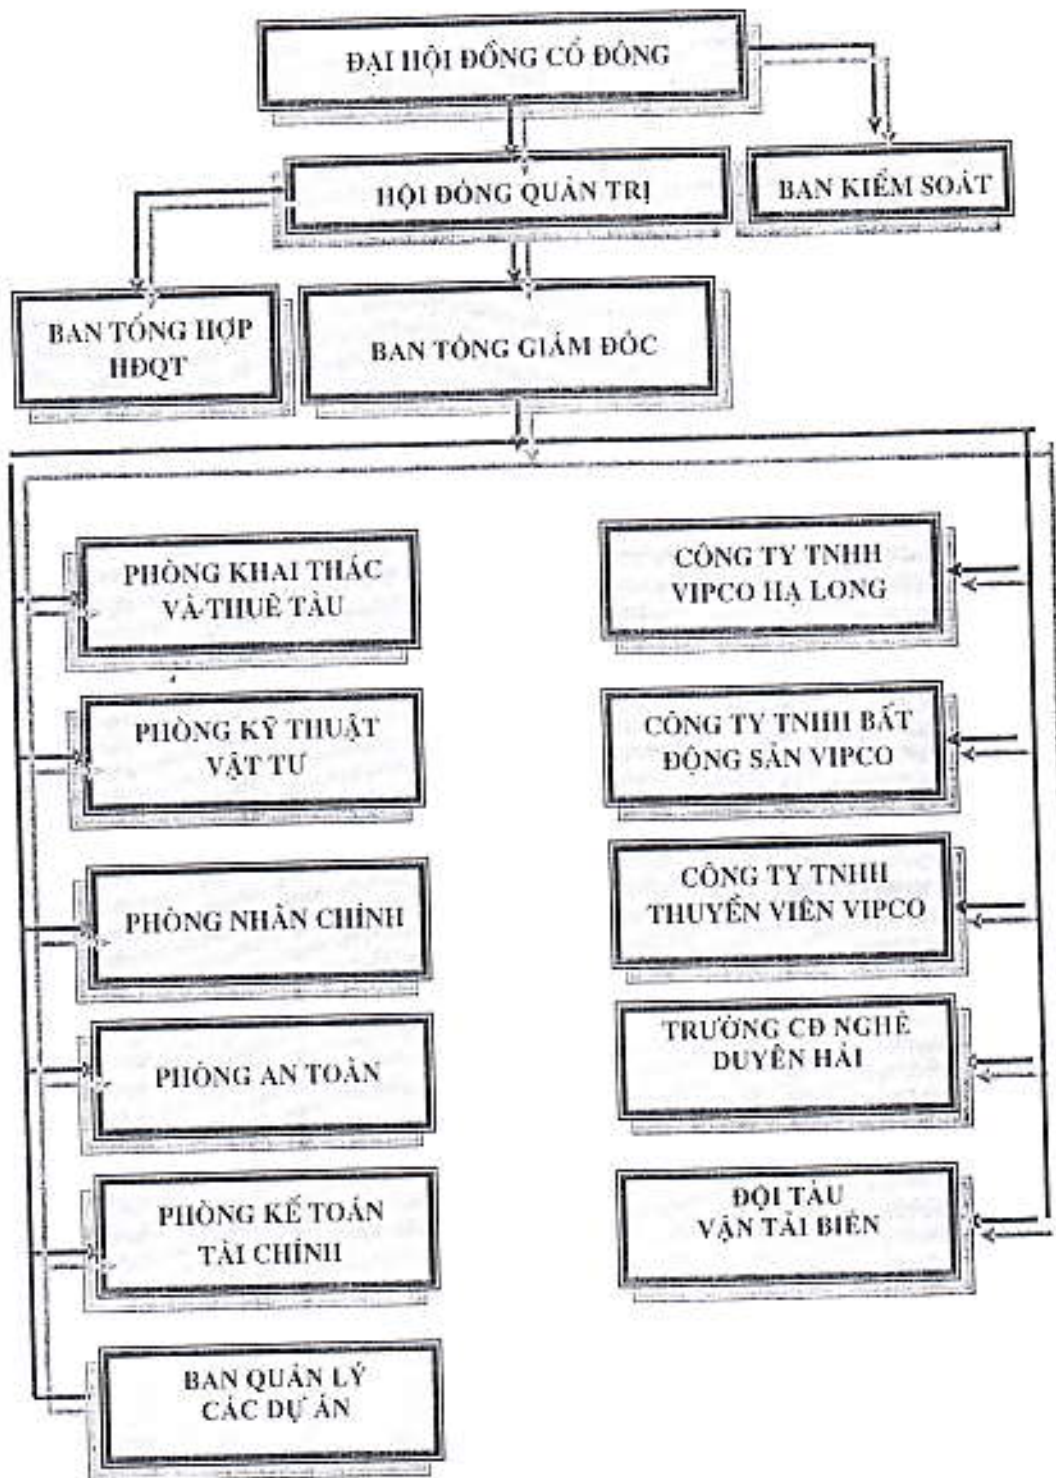 ĐẠI HỘI ĐỒNG CỔ ĐÔNG
HỘI ĐỒNG QUẢN TRỊ
BAN KIỂM SOÁT
BAN TỔNG HỢP
HĐQT
BAN TỔNG GIÁM ĐỐC
PHÒNG KHAI THÁC
VÀ THUÊ TÀU
CÔNG TY TNHH
VIPCO HẠ LONG
PHÒNG KỸ THUẬT
VẬT TƯ
CÔNG TY TNHH BẤT
ĐỘNG SẢN VIPCO
PHÒNG NHÂN CHÍNH
CÔNG TY TNHH
THUYỀN VIÊN VIPCO
PHÒNG AN TOÀN
TRƯỜNG CĐ NGHỀ
DUYÊN HẢI
PHÒNG KẾ TOÁN
TÀI CHÍNH
ĐỘI TÀU
VẬN TẢI BIỂN
BAN QUẢN LÝ
CÁC DỰ ÁN